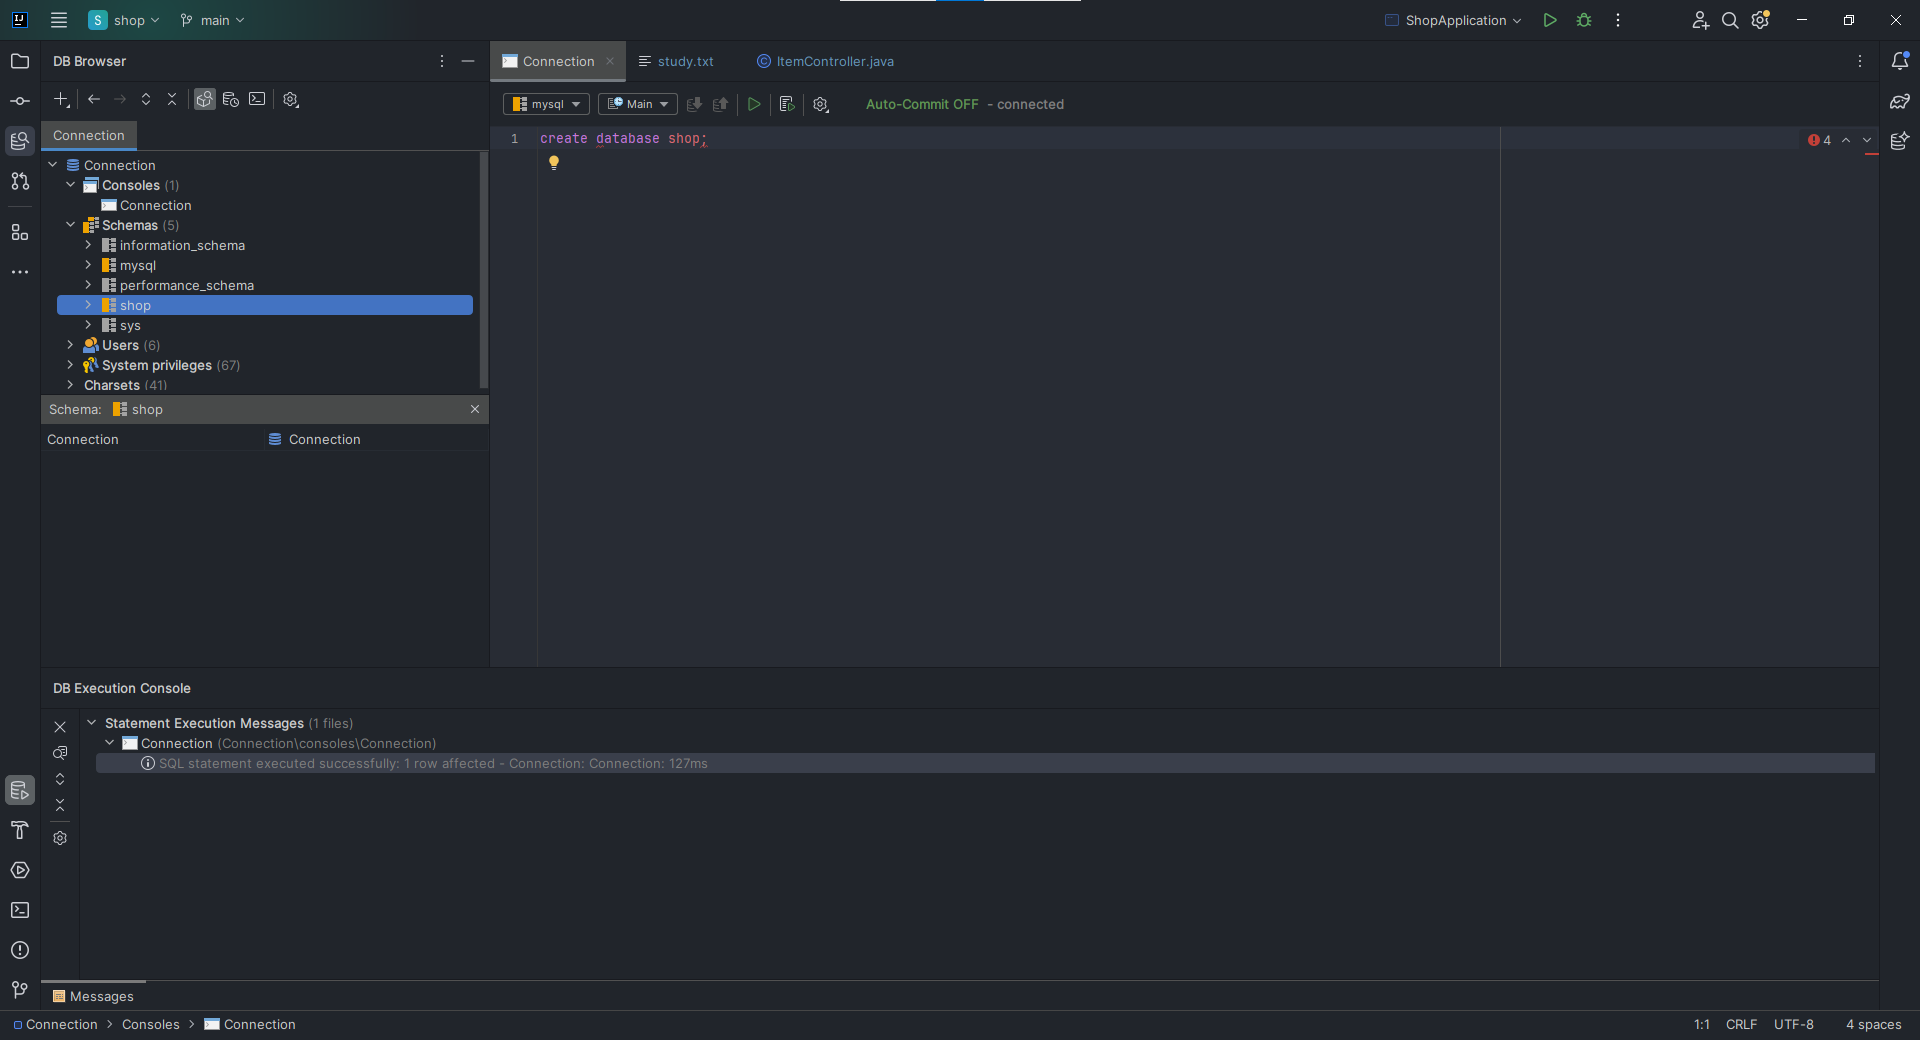 S shop main ShopApplication
DB Browser
Connection study.txt ItemController.java
mysql Main Auto-Commit OFF - connected
Connection
1 create database shop;
4
Connection
Consoles (1)
Connection
Schemas (5)
information_schema
mysql
performance_schema
shop
sys
Users (6)
System privileges (67)
Charsets (41)
Schema: shop
Connection Connection
DB Execution Console
Statement Execution Messages (1 files)
Connection (Connection\consoles\Connection)
SQL statement executed successfully: 1 row affected - Connection: Connection: 127ms
Messages
Connection > Consoles > Connection
1:1 CRLF UTF-8 4 spaces